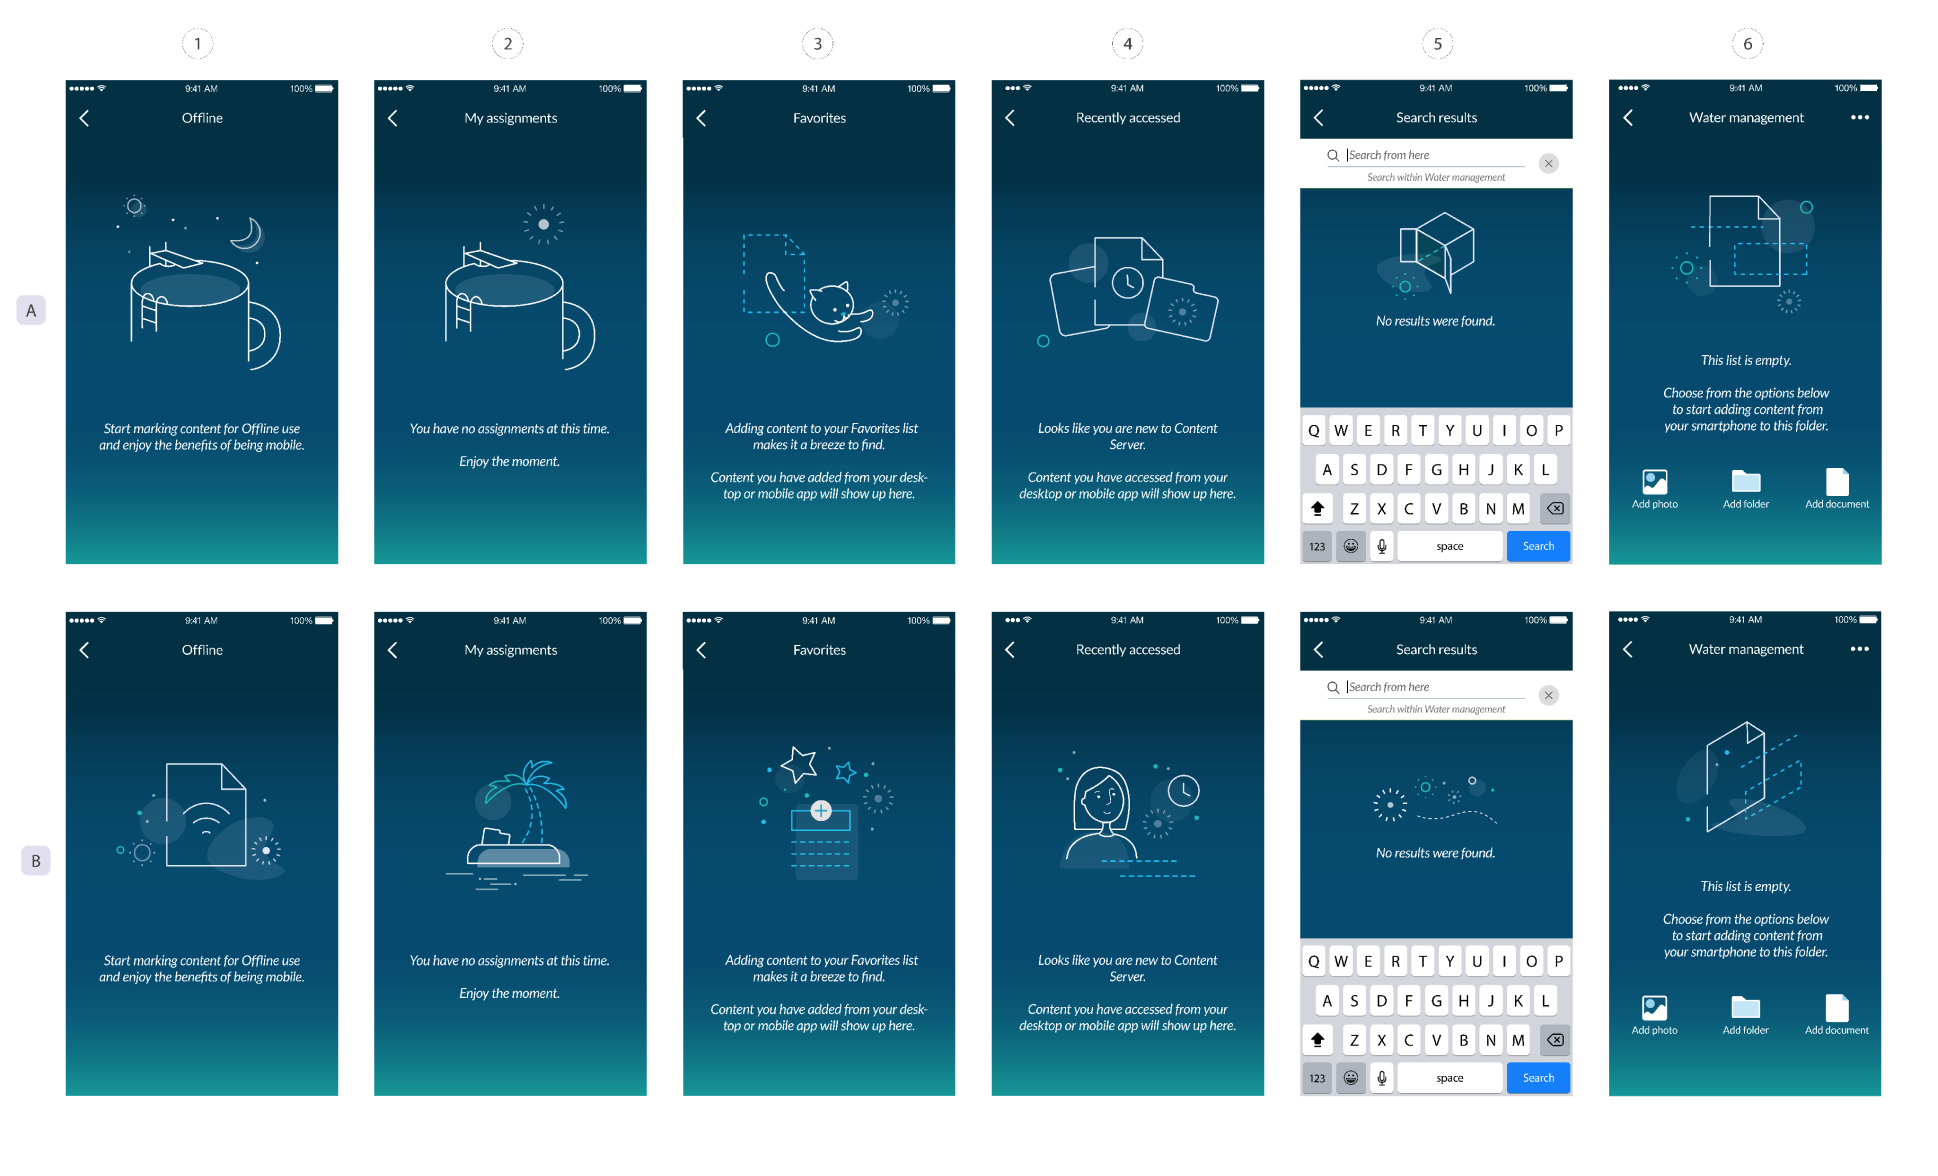 1
2
3
4
5
6
A
9:41 AM
100%
Offline
Start marking content for Offline use
and enjoy the benefits of being mobile.
9:41 AM
100%
My assignments
You have no assignments at this time.
Enjoy the moment.
9:41 AM
100%
Favorites
Adding content to your Favorites list
makes it a breeze to find.
Content you have added from your desk-
top or mobile app will show up here.
9:41 AM
100%
Recently accessed
Looks like you are new to Content
Server.
Content you have accessed from your
desktop or mobile app will show up here.
9:41 AM
100%
Search results
Search from here
Search within Water management
No results were found.
Q W E R T Y U I O P
A S D F G H J K L
Z X C V B N M
123 space Search
9:41 AM
100%
Water management
This list is empty.
Choose from the options below
to start adding content from
your smartphone to this folder.
Add photo Add folder Add document
B
9:41 AM
100%
Offline
Start marking content for Offline use
and enjoy the benefits of being mobile.
9:41 AM
100%
My assignments
You have no assignments at this time.
Enjoy the moment.
9:41 AM
100%
Favorites
Adding content to your Favorites list
makes it a breeze to find.
Content you have added from your desk-
top or mobile app will show up here.
9:41 AM
100%
Recently accessed
Looks like you are new to Content
Server.
Content you have accessed from your
desktop or mobile app will show up here.
9:41 AM
100%
Search results
Search from here
Search within Water management
No results were found.
Q W E R T Y U I O P
A S D F G H J K L
Z X C V B N M
123 space Search
9:41 AM
100%
Water management
This list is empty.
Choose from the options below
to start adding content from
your smartphone to this folder.
Add photo Add folder Add document